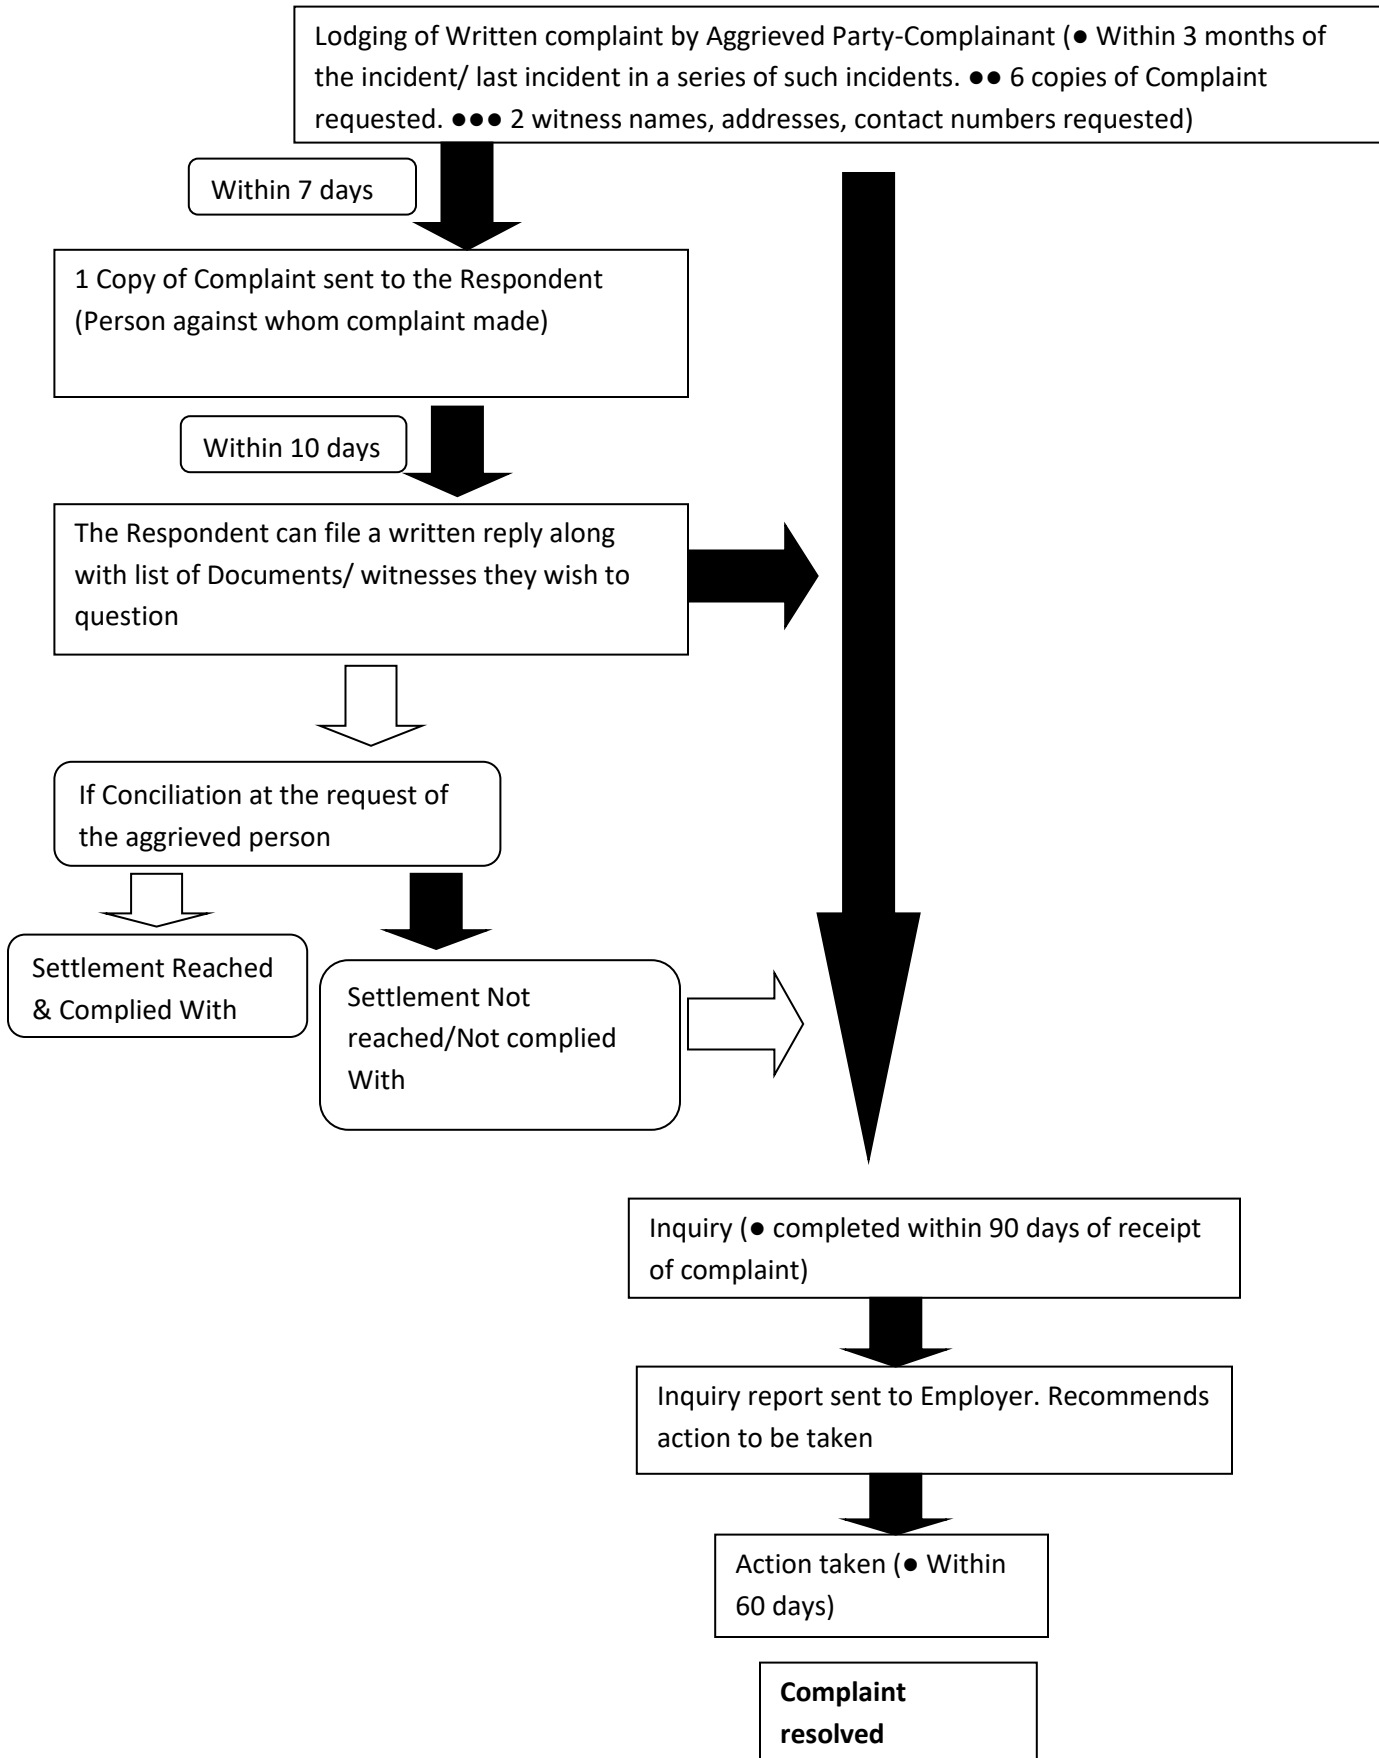 Lodging of Written complaint by Aggrieved Party-Complainant (● Within 3 months of
the incident/ last incident in a series of such incidents. ●● 6 copies of Complaint
requested. ●●● 2 witness names, addresses, contact numbers requested)
Within 7 days
1 Copy of Complaint sent to the Respondent
(Person against whom complaint made)
Within 10 days
The Respondent can file a written reply along
with list of Documents/ witnesses they wish to
question
If Conciliation at the request of
the aggrieved person
Settlement Reached
& Complied With
Settlement Not
reached/Not complied
With
Inquiry (● completed within 90 days of receipt
of complaint)
Inquiry report sent to Employer. Recommends
action to be taken
Action taken (● Within
60 days)
Complaint
resolved